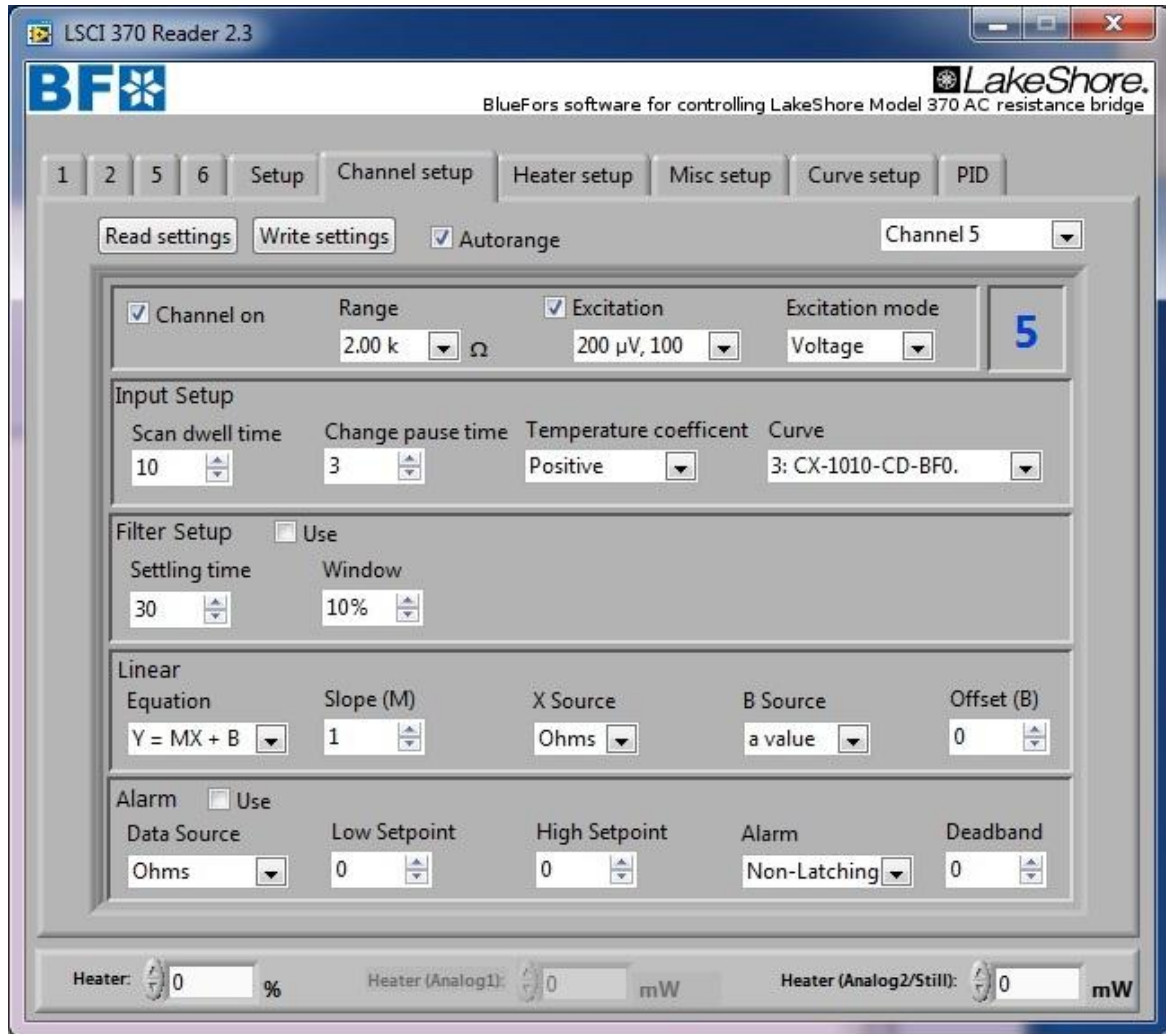 LSCI 370 Reader 2.3
BF LakeShore.
BlueFors software for controlling LakeShore Model 370 AC resistance bridge
1 2 5 6 Setup Channel setup Heater setup Misc setup Curve setup PID
Read settings Write settings Autorange Channel 5
Channel on Range Excitation Excitation mode 5
2.00 k Ω 200 µV, 100 Voltage
Input Setup
Scan dwell time Change pause time Temperature coefficent Curve
10 3 Positive 3: CX-1010-CD-BF0.
Filter Setup Use
Settling time Window
30 10%
Linear
Equation Slope (M) X Source B Source Offset (B)
Y = MX + B 1 Ohms a value 0
Alarm Use
Data Source Low Setpoint High Setpoint Alarm Deadband
Ohms 0 0 Non-Latching 0
Heater: 0 % Heater (Analog1): 0 mW Heater (Analog2/Still): 0 mW